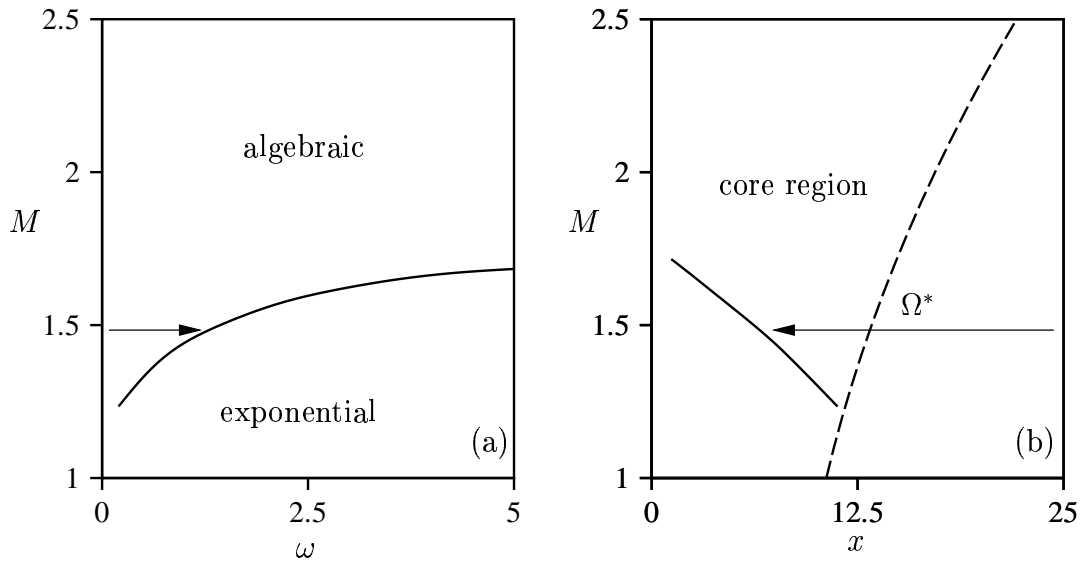 2.5
algebraic
2
M
1.5
exponential
(a)
1
0 2.5 5
ω
2.5
2
core region
M
Ω*
1.5
(b)
1
0 12.5 25
x